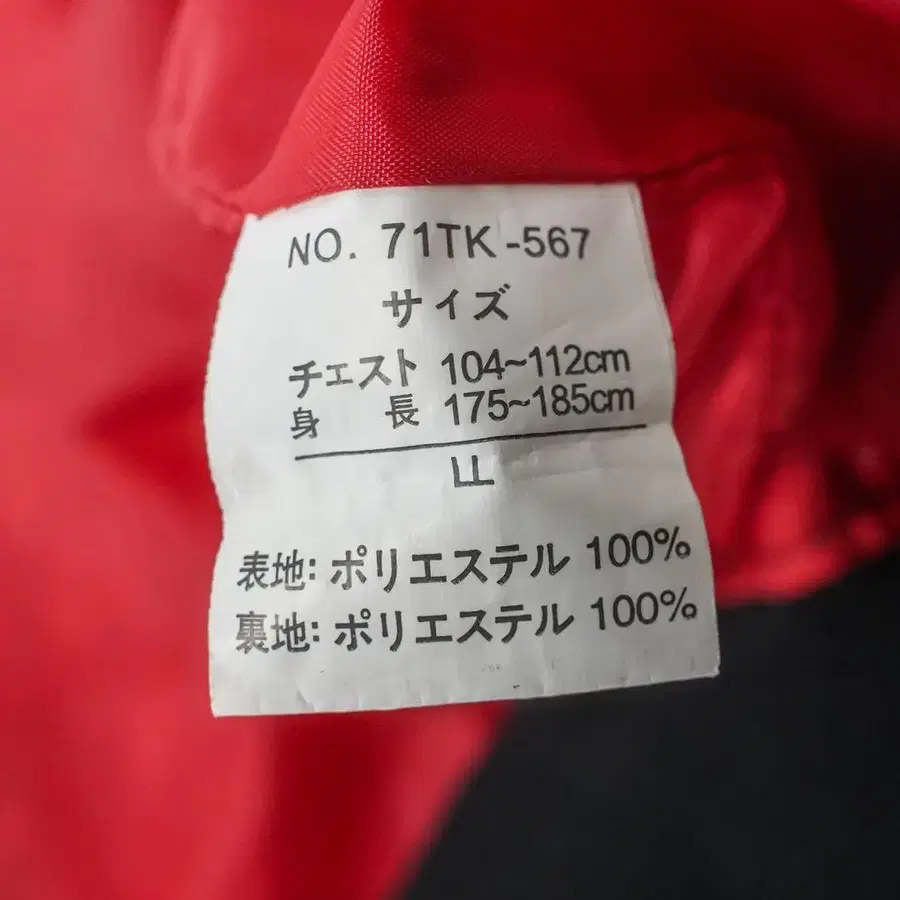 NO. 71TK-567
サイズ
チェスト 104~112cm
身 長 175~185cm
LL
表地: ポリエステル 100%
裏地: ポリエステル 100%